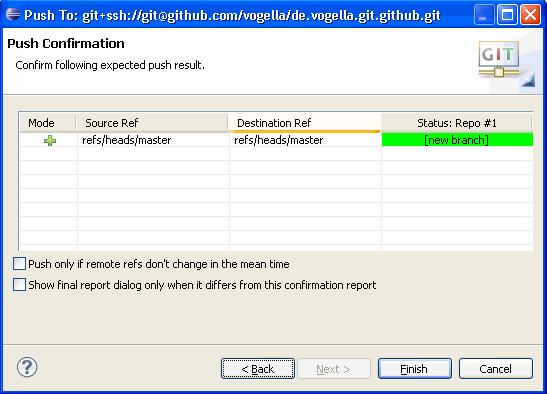 Push To: git+ssh://git@github.com/vogella/de.vogella.git.github.git
Push Confirmation
Confirm following expected push result.
GIT
Mode Source Ref Destination Ref Status: Repo #1
refs/heads/master refs/heads/master [new branch]
Push only if remote refs don't change in the mean time
Show final report dialog only when it differs from this confirmation report
? < Back Next > Finish Cancel